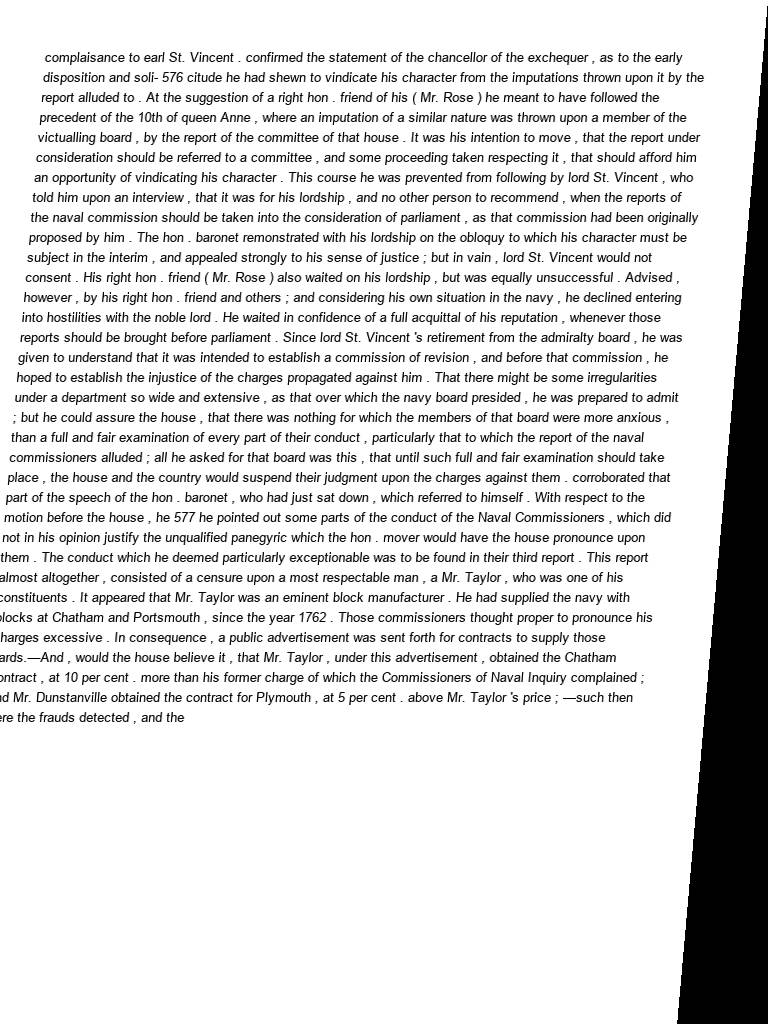 complaisance to earl St. Vincent . confirmed the statement of the chancellor of the exchequer , as to the early
disposition and soli- 576 citude he had shewn to vindicate his character from the imputations thrown upon it by the
report alluded to . At the suggestion of a right hon . friend of his ( Mr. Rose ) he meant to have followed the
precedent of the 10th of queen Anne , where an imputation of a similar nature was thrown upon a member of the
victualling board , by the report of the committee of that house . It was his intention to move , that the report under
consideration should be referred to a committee , and some proceeding taken respecting it , that should afford him
an opportunity of vindicating his character . This course he was prevented from following by lord St. Vincent , who
told him upon an interview , that it was for his lordship , and no other person to recommend , when the reports of
the naval commission should be taken into the consideration of parliament , as that commission had been originally
proposed by him . The hon . baronet remonstrated with his lordship on the obloquy to which his character must be
subject in the interim , and appealed strongly to his sense of justice ; but in vain , lord St. Vincent would not
consent . His right hon . friend ( Mr. Rose ) also waited on his lordship , but was equally unsuccessful . Advised ,
however , by his right hon . friend and others ; and considering his own situation in the navy , he declined entering
into hostilities with the noble lord . He waited in confidence of a full acquittal of his reputation , whenever those
reports should be brought before parliament . Since lord St. Vincent 's retirement from the admiralty board , he was
given to understand that it was intended to establish a commission of revision , and before that commission , he
hoped to establish the injustice of the charges propagated against him . That there might be some irregularities
under a department so wide and extensive , as that over which the navy board presided , he was prepared to admit
; but he could assure the house , that there was nothing for which the members of that board were more anxious ,
than a full and fair examination of every part of their conduct , particularly that to which the report of the naval
commissioners alluded ; all he asked for that board was this , that until such full and fair examination should take
place , the house and the country would suspend their judgment upon the charges against them . corroborated that
part of the speech of the hon . baronet , who had just sat down , which referred to himself . With respect to the
motion before the house , he 577 he pointed out some parts of the conduct of the Naval Commissioners , which did
not in his opinion justify the unqualified panegyric which the hon . mover would have the house pronounce upon
them . The conduct which he deemed particularly exceptionable was to be found in their third report . This report
almost altogether , consisted of a censure upon a most respectable man , a Mr. Taylor , who was one of his
constituents . It appeared that Mr. Taylor was an eminent block manufacturer . He had supplied the navy with
blocks at Chatham and Portsmouth , since the year 1762 . Those commissioners thought proper to pronounce his
harges excessive . In consequence , a public advertisement was sent forth for contracts to supply those
ards.—And , would the house believe it , that Mr. Taylor , under this advertisement , obtained the Chatham
ontract , at 10 per cent . more than his former charge of which the Commissioners of Naval Inquiry complained ;
nd Mr. Dunstanville obtained the contract for Plymouth , at 5 per cent . above Mr. Taylor 's price ; —such then
ere the frauds detected , and the